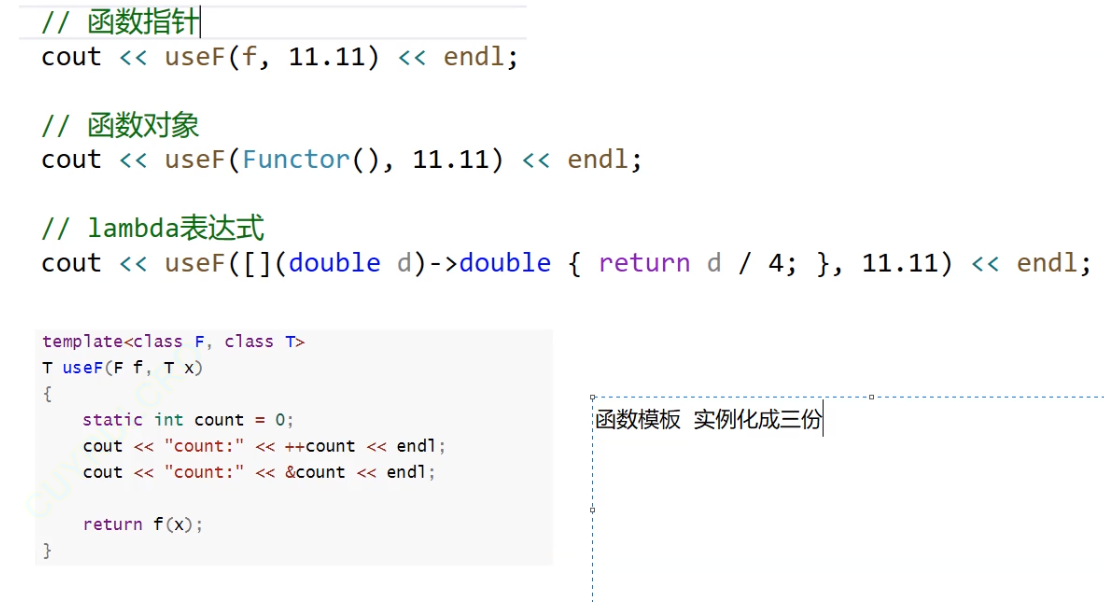 // 函数指针
cout << useF(f, 11.11) << endl;
// 函数对象
cout << useF(Functor(), 11.11) << endl;
// lambda表达式
cout << useF([](double d)->double { return d / 4; }, 11.11) << endl;
template<class F, class T>
T useF(F f, T x)
{
static int count = 0;
cout << "count:" << ++count << endl;
cout << "count:" << &count << endl;
return f(x);
}
函数模板 实例化成三份